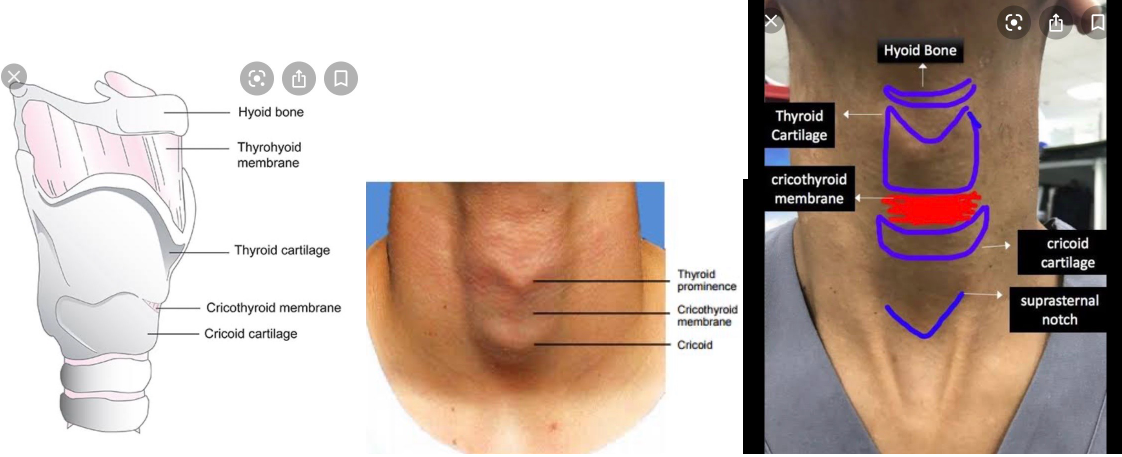 Hyoid bone
Thyrohyoid
membrane
Thyroid cartilage
Cricothyroid membrane
Cricoid cartilage
Thyroid
prominence
Cricothyroid
membrane
Cricoid
Hyoid Bone
Thyroid
Cartilage
cricothyroid
membrane
cricoid
cartilage
suprasternal
notch